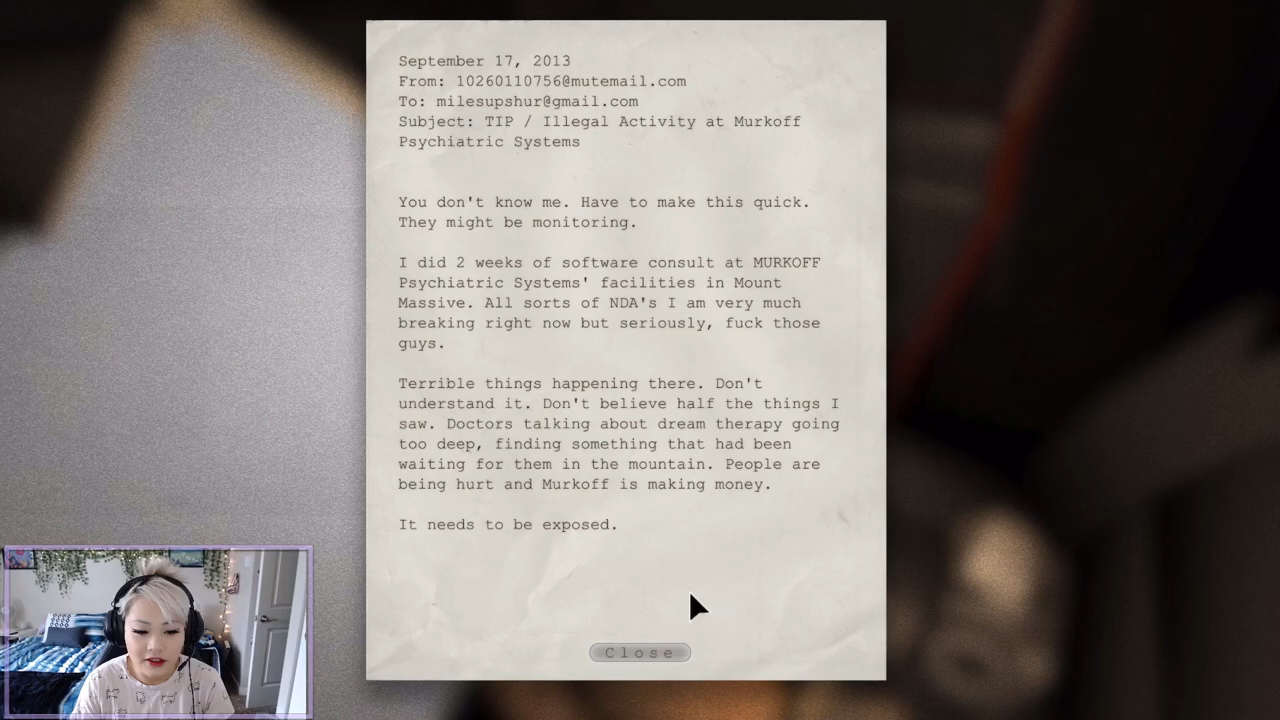 September 17, 2013
From: 10260110756@mutemail.com
To: milesupshur@gmail.com
Subject: TIP / Illegal Activity at Murkoff
Psychiatric Systems
You don't know me. Have to make this quick.
They might be monitoring.
I did 2 weeks of software consult at MURKOFF
Psychiatric Systems' facilities in Mount
Massive. All sorts of NDA's I am very much
breaking right now but seriously, fuck those
guys.
Terrible things happening there. Don't
understand it. Don't believe half the things I
saw. Doctors talking about dream therapy going
too deep, finding something that had been
waiting for them in the mountain. People are
being hurt and Murkoff is making money.
It needs to be exposed.
Close